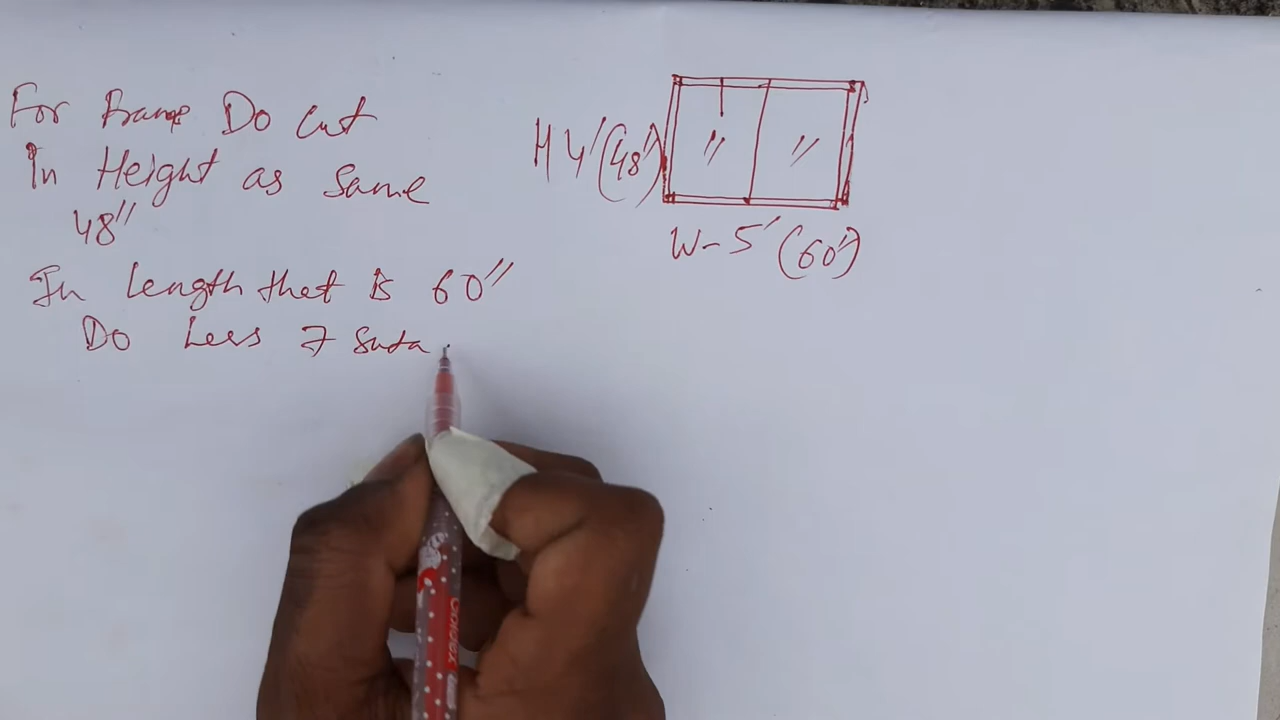 For Frame Do Cut
In Height as Same
48"
In length that is 60"
Do Less 7 Suta
H 4' (48")
W- 5' (60")